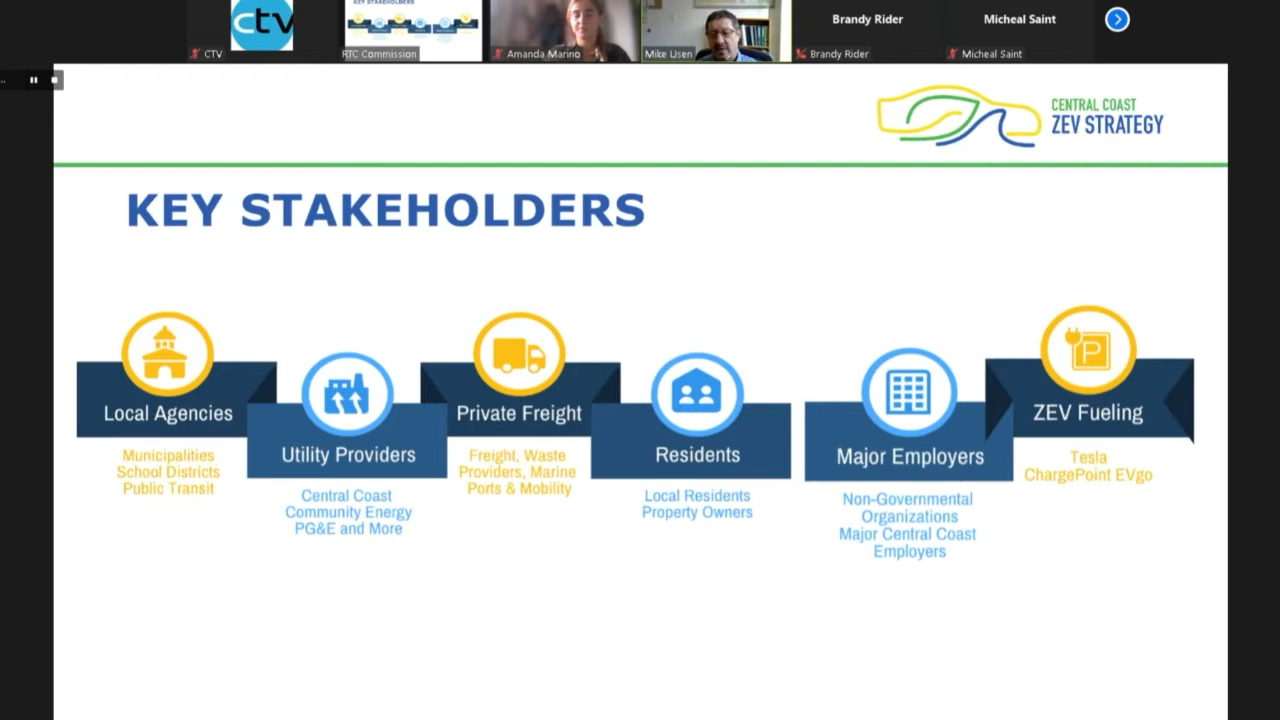 ctv
KEY STAKEHOLDERS
Brandy Rider
Micheal Saint
CTV
RTC Commission
Amanda Marino
Mike Usen
Brandy Rider
Micheal Saint
CENTRAL COAST
ZEV STRATEGY
KEY STAKEHOLDERS
Local Agencies
Municipalities
School Districts
Public Transit
Utility Providers
Central Coast
Community Energy
PG&E and More
Private Freight
Freight, Waste
Providers, Marine
Ports & Mobility
Residents
Local Residents
Property Owners
Major Employers
Non-Governmental
Organizations
Major Central Coast
Employers
P
ZEV Fueling
Tesla
ChargePoint EVgo